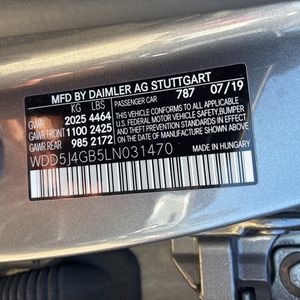 MFD BY DAIMLER AG STUTTGART
KG LBS PASSENGER CAR 787 07/19
GVWR 2025 4464
GAWR FRONT 1100 2425
GAWR REAR 985 2172
THIS VEHICLE CONFORMS TO ALL APPLICABLE
U.S. FEDERAL MOTOR VEHICLE SAFETY, BUMPER,
AND THEFT PREVENTION STANDARDS IN EFFECT
ON THE DATE OF MANUFACTURE SHOWN ABOVE
WDD5J4GB5LN031470
MADE IN HUNGARY